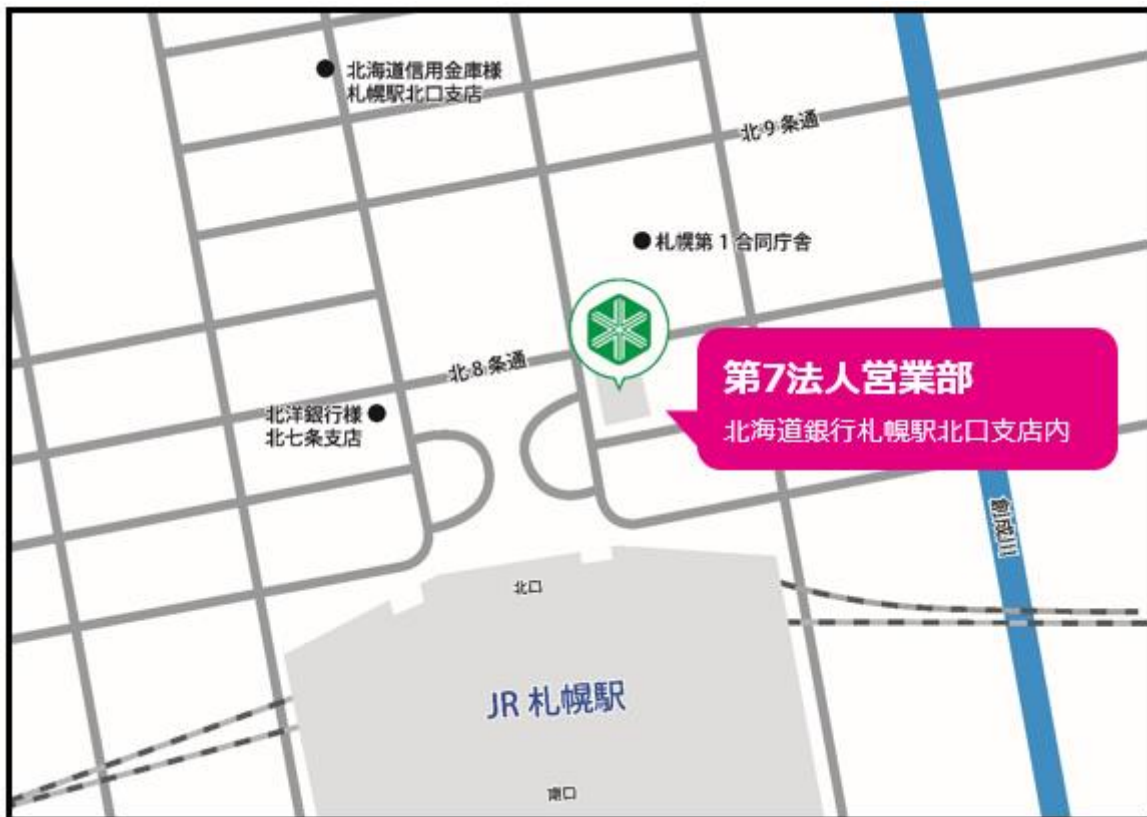 北海道信用金庫様
札幌駅北口支店
北9条通
札幌第1合同庁舎
北8条通
第7法人営業部
北海道銀行札幌駅北口支店内
北洋銀行様
北七条支店
創成川
北口
JR 札幌駅
南口